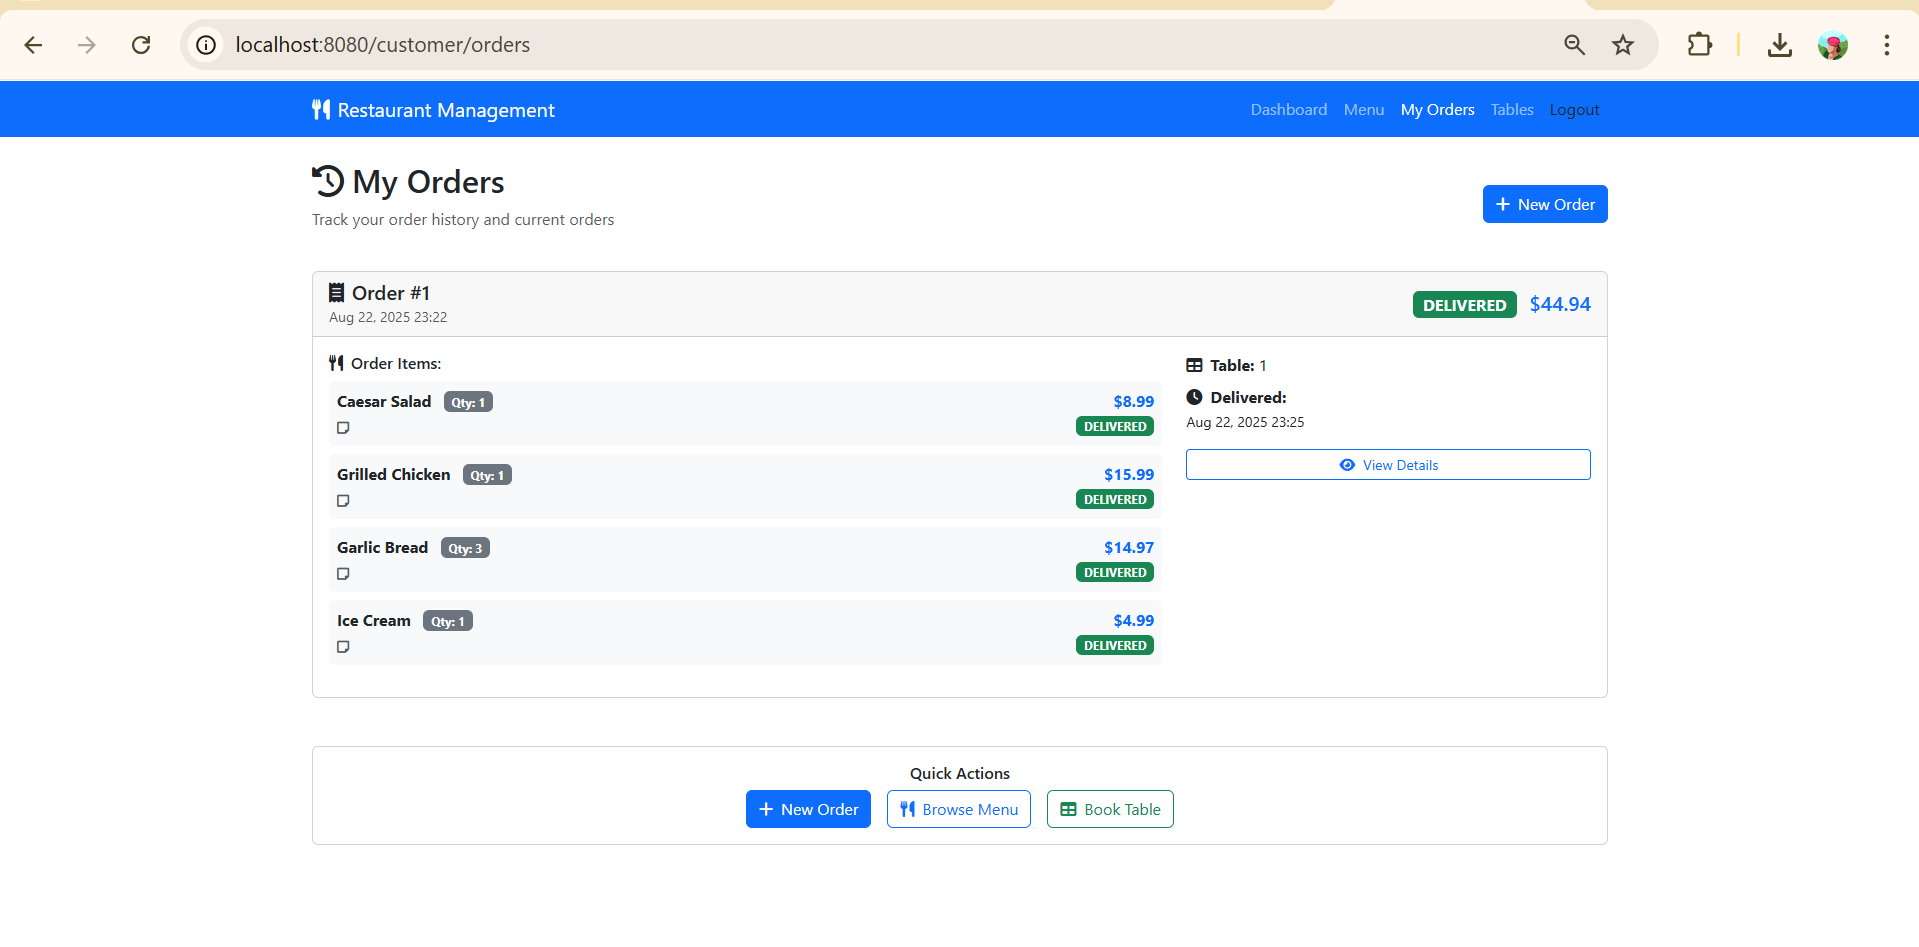 localhost:8080/customer/orders
Restaurant Management
Dashboard Menu My Orders Tables Logout
My Orders
Track your order history and current orders
New Order
Order #1
Aug 22, 2025 23:22
DELIVERED $44.94
Order Items:
Caesar Salad Qty: 1 $8.99
DELIVERED
Grilled Chicken Qty: 1 $15.99
DELIVERED
Garlic Bread Qty: 3 $14.97
DELIVERED
Ice Cream Qty: 1 $4.99
DELIVERED
Table: 1
Delivered:
Aug 22, 2025 23:25
View Details
Quick Actions
New Order Browse Menu Book Table